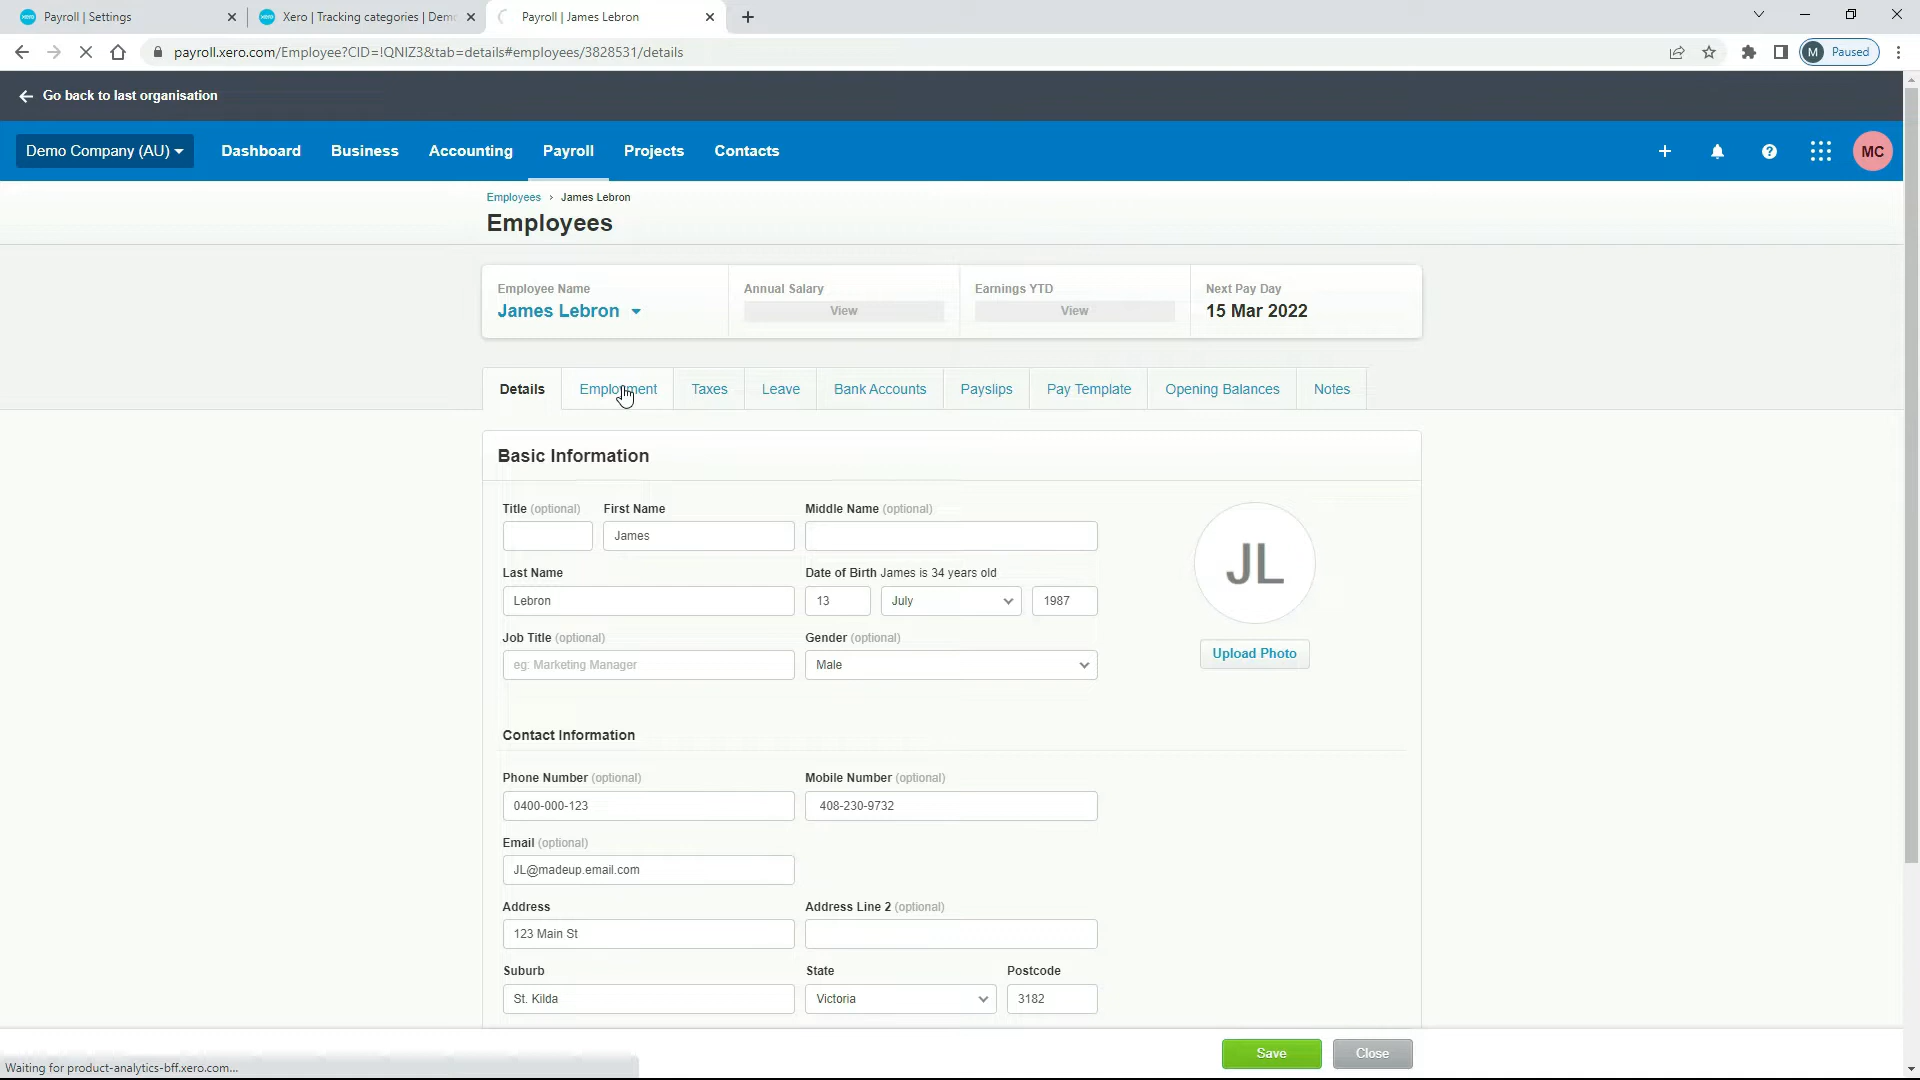 Payroll | Settings
Xero | Tracking categories | Dem
Payroll | James Lebron
payroll.xero.com/Employee?CID=!QNIZ3&tab=details#employees/3828531/details
M Paused
Go back to last organisation
Demo Company (AU)
Dashboard
Business
Accounting
Payroll
Projects
Contacts
MC
Employees › James Lebron
Employees
Employee Name
James Lebron
Annual Salary
View
Earnings YTD
View
Next Pay Day
15 Mar 2022
Details
Employment
Taxes
Leave
Bank Accounts
Payslips
Pay Template
Opening Balances
Notes
Basic Information
Title (optional)
First Name
James
Middle Name (optional)
JL
Upload Photo
Last Name
Lebron
Date of Birth James is 34 years old
13
July
1987
Job Title (optional)
eg: Marketing Manager
Gender (optional)
Male
Contact Information
Phone Number (optional)
0400-000-123
Mobile Number (optional)
408-230-9732
Email (optional)
JL@madeup.email.com
Address
123 Main St
Address Line 2 (optional)
Suburb
St. Kilda
State
Victoria
Postcode
3182
Save
Close
Waiting for product-analytics-bff.xero.com...